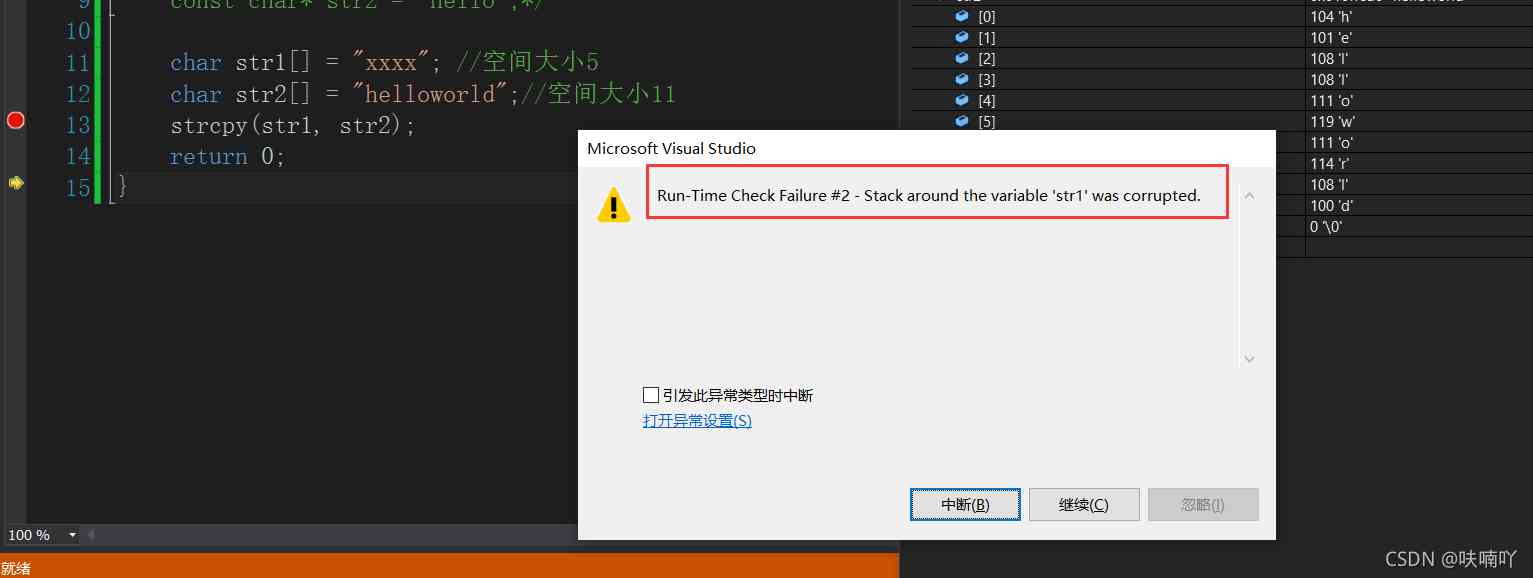 9 const char* str2 = "hello";*/
10
11 char str1[] = "xxxx"; //空间大小5
12 char str2[] = "helloworld";//空间大小11
13 strcpy(str1, str2);
14 return 0;
15 }
[0] 104 'h'
[1] 101 'e'
[2] 108 'l'
[3] 108 'l'
[4] 111 'o'
[5] 119 'w'
111 'o'
114 'r'
108 'l'
100 'd'
0 '\0'
Microsoft Visual Studio
Run-Time Check Failure #2 - Stack around the variable 'str1' was corrupted.
引发此异常类型时中断
打开异常设置(S)
中断(B) 继续(C) 忽略(I)
100 %
就绪
CSDN @呋喃吖